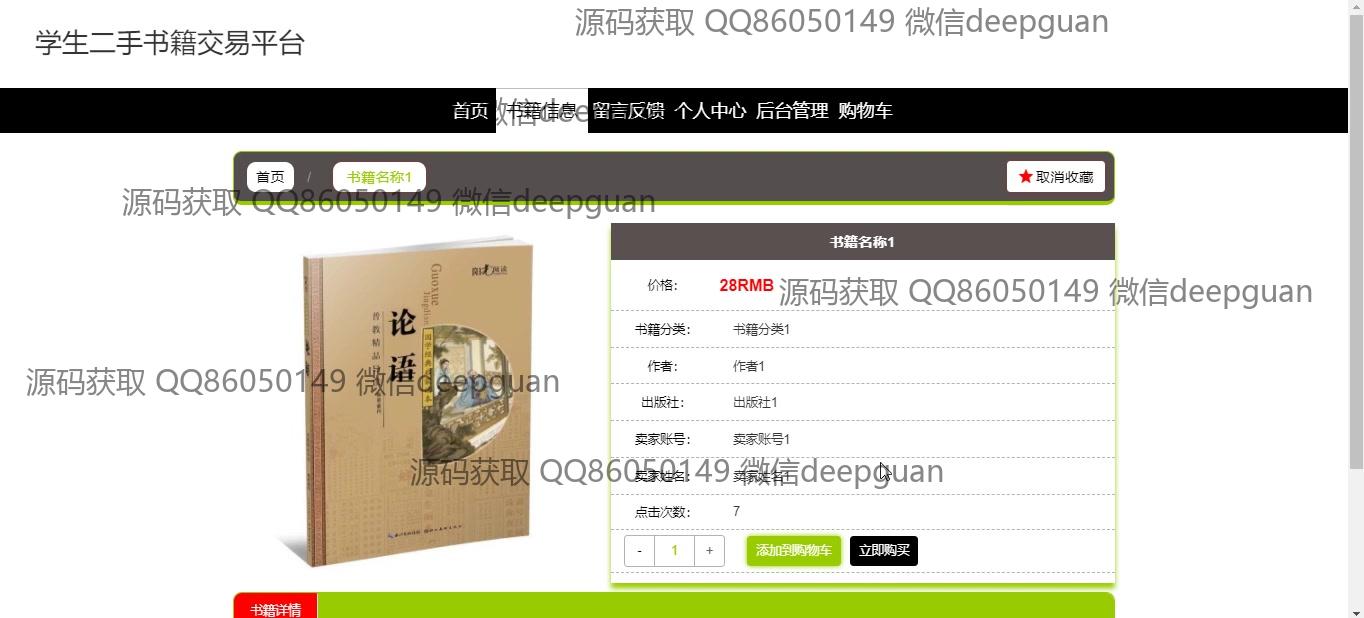 源码获取 QQ86050149 微信deepguan
学生二手书籍交易平台
首页 书籍信息 留言反馈 个人中心 后台管理 购物车
首页 / 书籍名称1 取消收藏
源码获取 QQ86050149 微信deepguan
书籍名称1
价格: 28RMB
源码获取 QQ86050149 微信deepguan
书籍分类: 书籍分类1
作者: 作者1
源码获取 QQ86050149 微信deepguan
出版社: 出版社1
卖家账号: 卖家账号1
源码获取 QQ86050149 微信deepguan
卖家姓名: 卖家姓名1
点击次数: 7
- 1 + 添加到购物车 立即购买
Guoxue
论语
书籍详情